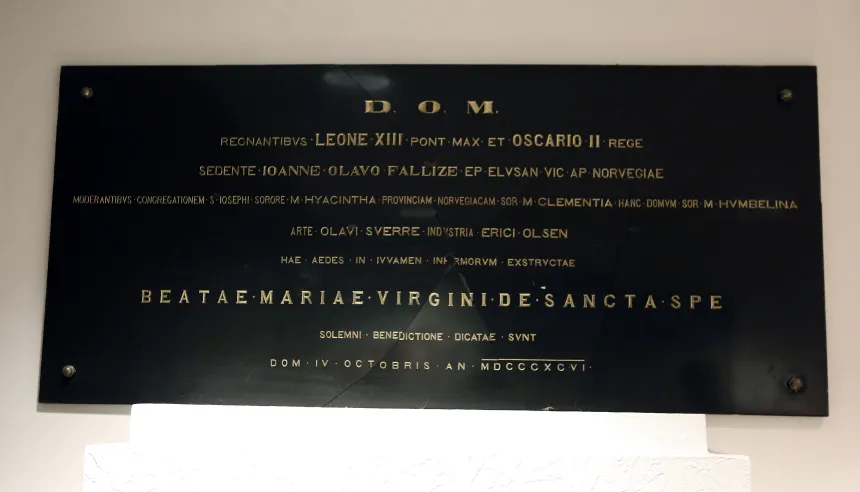 D. O. M.
REGNANTIBVS · LEONE · XIII · PONT · MAX · ET · OSCARIO · II · REGE
SEDENTE · IOANNE · OLAVO · FALLIZE · EP · ELVSAN · VIC · AP · NORVEGIAE
MODERANTIBVS · CONGREGATIONEM · S · IOSEPHI · SORORE · M · HYACINTHA · PROVINCIAM · NORVEGIACAM · SOR · M · CLEMENTIA · HANC · DOMVM · SOR · M · HVMBELINA
ARTE · OLAVI · SVERRE · INDVSTRIA · ERICI · OLSEN
HAE · AEDES · IN · IVVAMEN · INFIRMORVM · EXSTRVCTAE
BEATAE · MARIAE · VIRGINI · DE · SANCTA · SPE
SOLEMNI · BENEDICTIONE · DICATAE · SVNT
DOM · IV · OCTOBRIS · AN · MDCCCXCVI ·